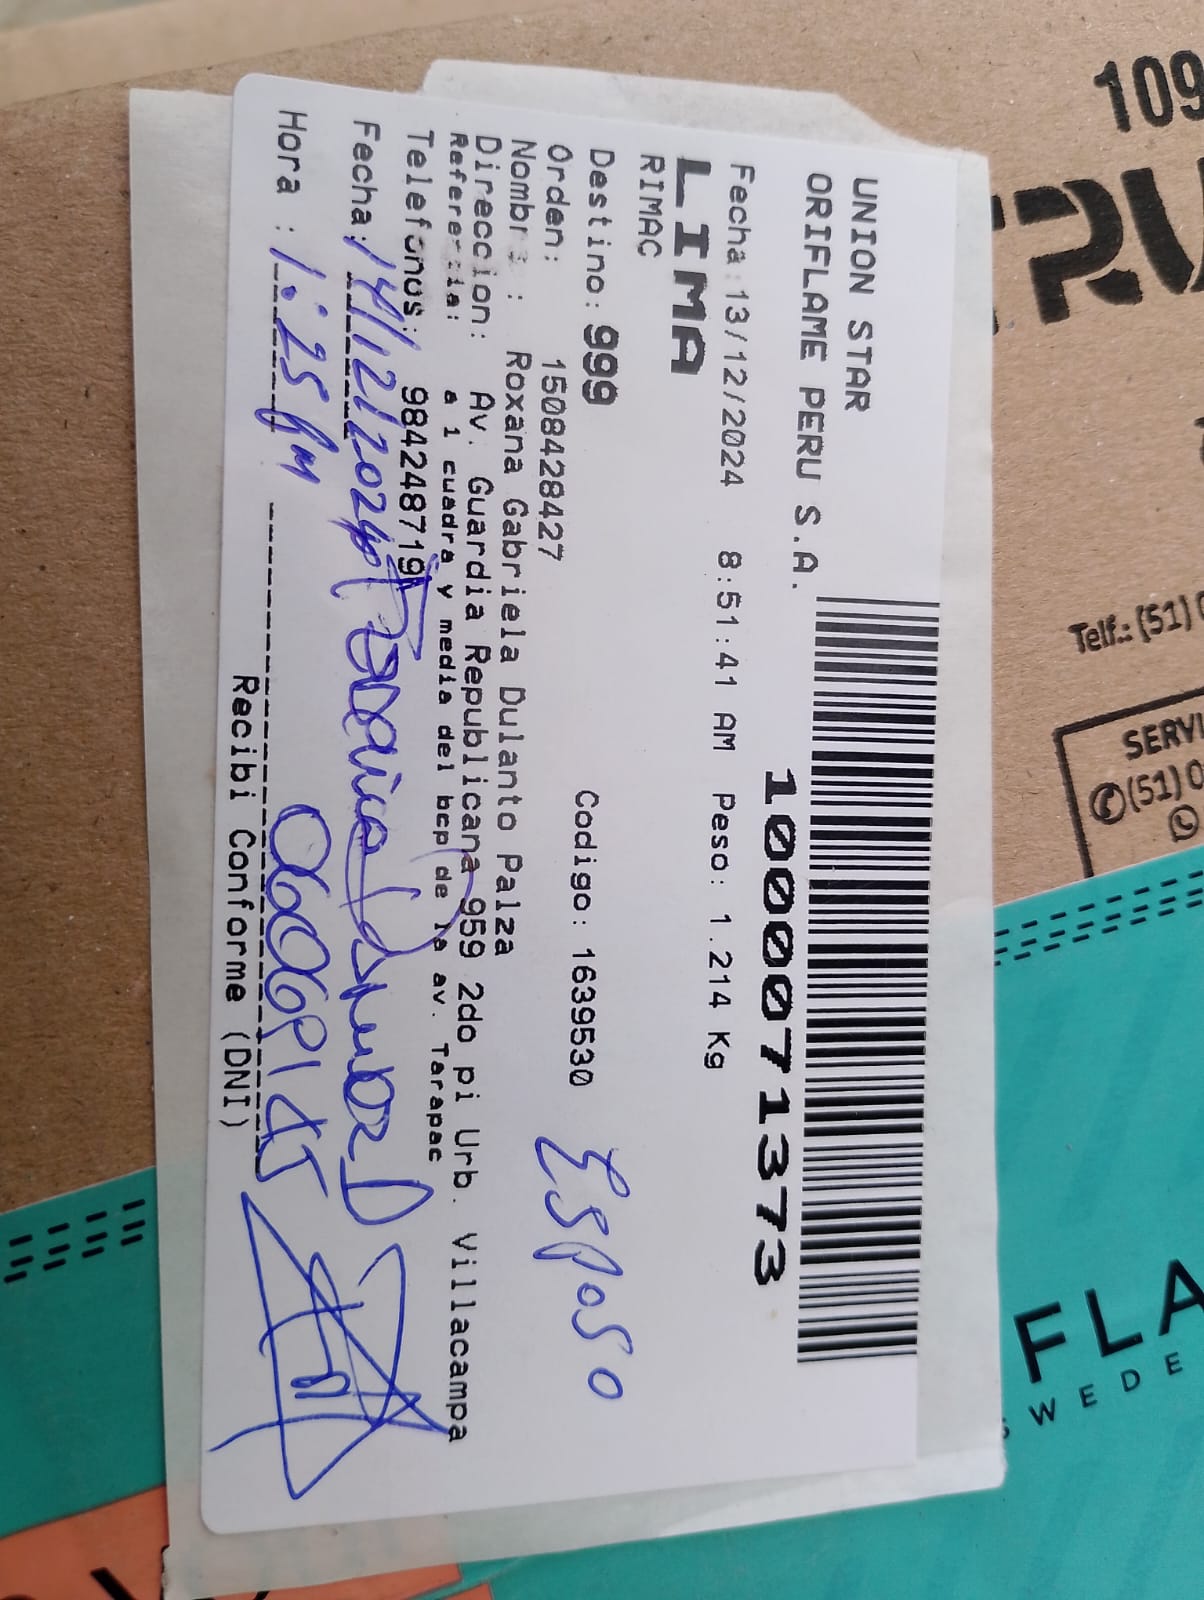 UNION STAR
ORIFLAME PERU S.A.
1000071373
Fecha:13/12/2024 8:51:41 AM Peso: 1.214 Kg
LIMA
RIMAC
Destino: 999 Codigo: 1639530
Orden: 1508428427
Esposo
Nombre: Roxana Gabriela Dulanto Palza
Direccion: Av. Guardia Republicana 959 2do pi Urb. Villacampa
Referencia: a 1 cuadra y media del bcp de la av. Tarapac
Telefonos: 984248719
Fecha: 14/12/2024
Hora : 1:25 pm
Recibi Conforme (DNI)
109
Telf.: (51) 0
SERVI
(51) 0
FLA
SWEDE